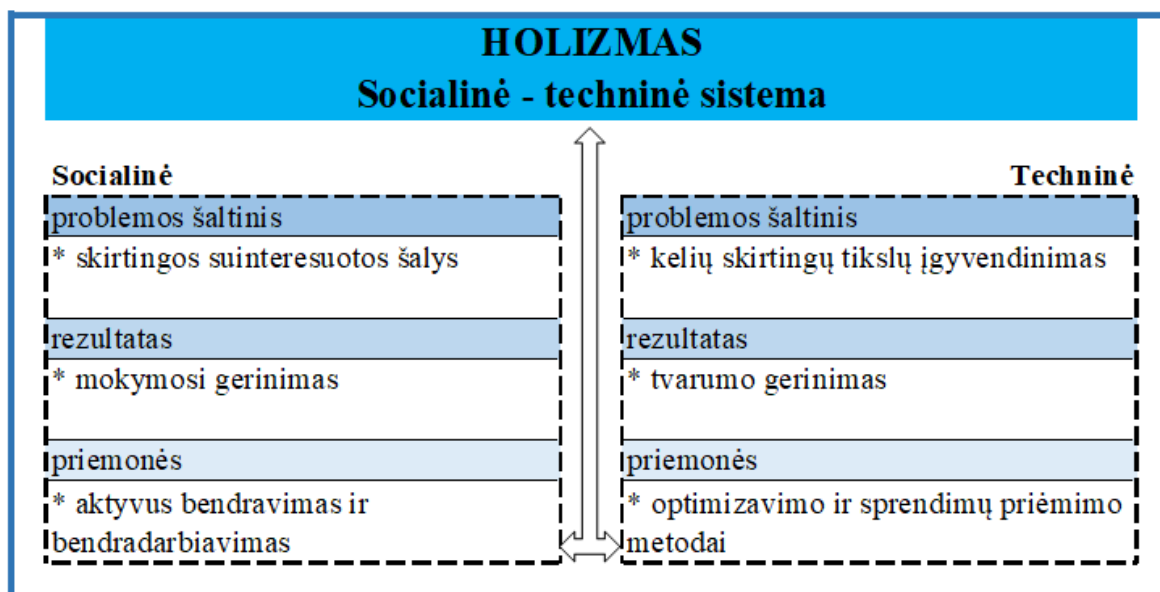 HOLIZMAS
Socialinė - techninė sistema
Socialinė
problemos šaltinis
* skirtingos suinteresuotos šalys
rezultatas
* mokymosi gerinimas
priemonės
* aktyvus bendravimas ir
bendradarbiavimas
Techninė
problemos šaltinis
* kelių skirtingų tikslų įgyvendinimas
rezultatas
* tvarumo gerinimas
priemonės
* optimizavimo ir sprendimų priėmimo
metodai